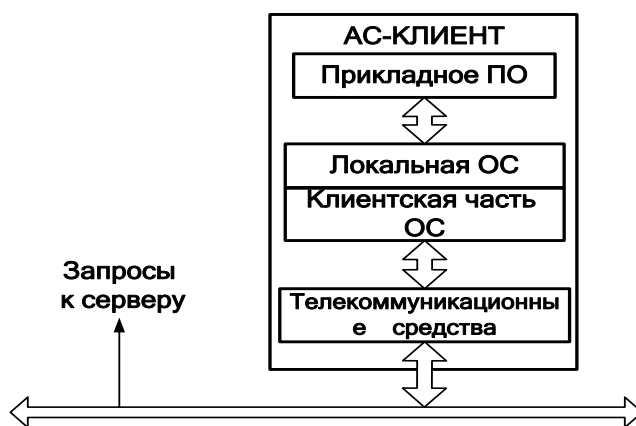 АС-КЛИЕНТ
Прикладное ПО
Локальная ОС
Клиентская часть
ОС
Запросы
к серверу
Телекоммуникационны
е средства